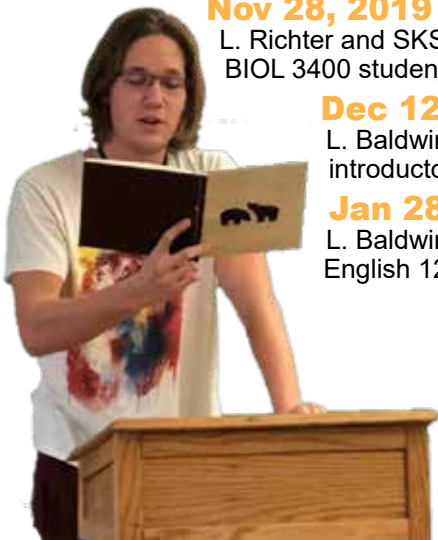 Nov 28, 2019
L. Richter and SKS
BIOL 3400 studen
Dec 12
L. Baldwin
introducto
Jan 28
L. Baldwin
English 12